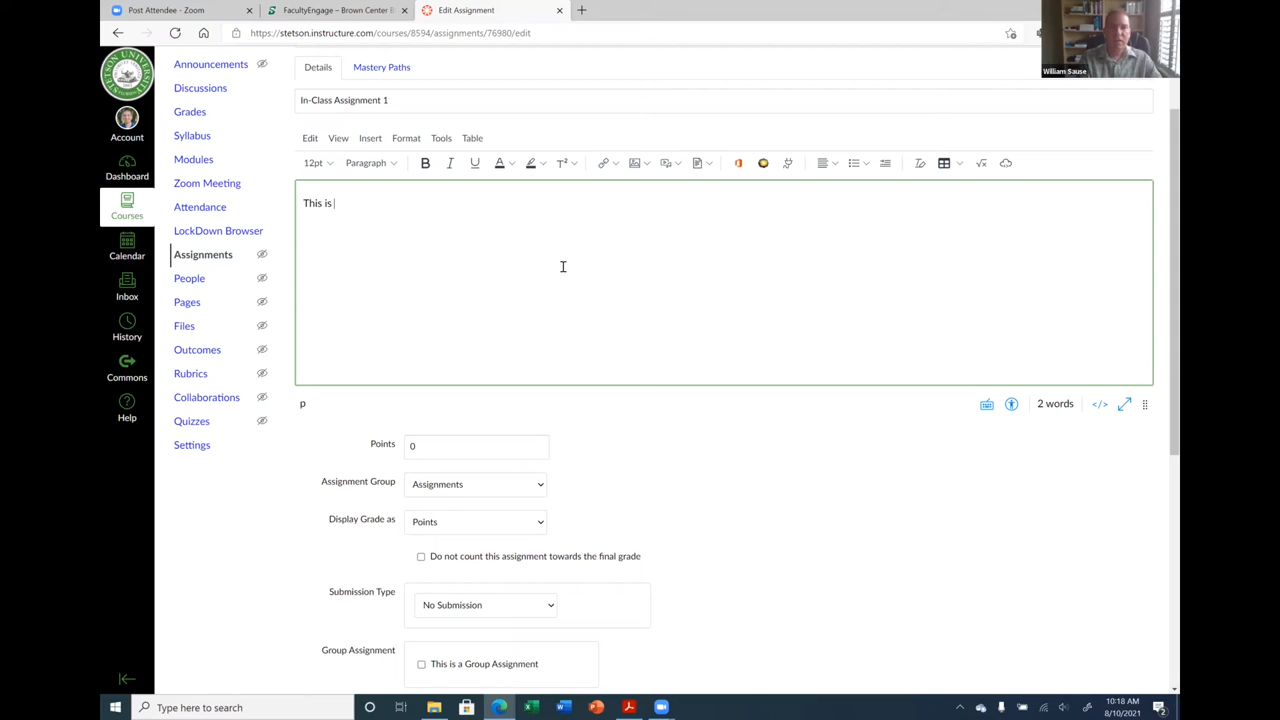 Post Attendee - Zoom
FacultyEngage – Brown Center B
Edit Assignment
https://stetson.instructure.com/courses/8594/assignments/76980/edit
William Sause
STETSON UNIVERSITY
Account
Dashboard
Courses
Calendar
Inbox
History
Commons
Help
Announcements
Discussions
Grades
Syllabus
Modules
Zoom Meeting
Attendance
LockDown Browser
Assignments
People
Pages
Files
Outcomes
Rubrics
Collaborations
Quizzes
Settings
Details Mastery Paths
In-Class Assignment 1
Edit View Insert Format Tools Table
12pt Paragraph B I U A T²
This is
p 2 words </>
Points 0
Assignment Group Assignments
Display Grade as Points
Do not count this assignment towards the final grade
Submission Type No Submission
Group Assignment This is a Group Assignment
Type here to search
10:18 AM
8/10/2021
2